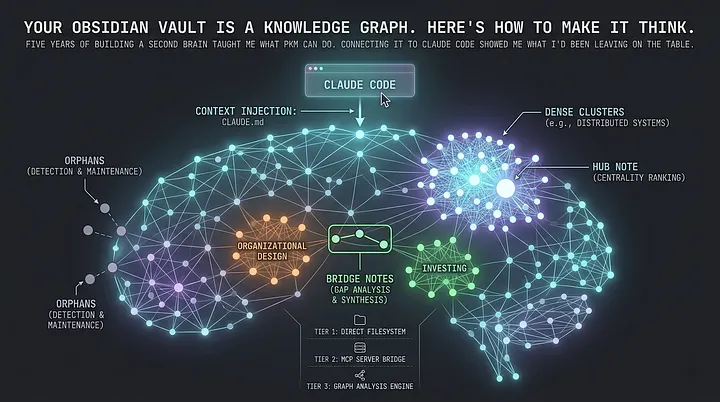 YOUR OBSIDIAN VAULT IS A KNOWLEDGE GRAPH. HERE'S HOW TO MAKE IT THINK.
FIVE YEARS OF BUILDING A SECOND BRAIN TAUGHT ME WHAT PKM CAN DO. CONNECTING IT TO CLAUDE CODE SHOWED ME WHAT I'D BEEN LEAVING ON THE TABLE.
CLAUDE CODE
CONTEXT INJECTION:
CLAUDE.md
DENSE CLUSTERS
(e.g., DISTRIBUTED SYSTEMS)
ORPHANS
(DETECTION & MAINTENANCE)
HUB NOTE
(CENTRALITY RANKING)
ORGANIZATIONAL
DESIGN
INVESTING
BRIDGE NOTES
(GAP ANALYSIS
& SYNTHESIS)
ORPHANS
(DETECTION &
MAINTENANCE)
TIER 1: DIRECT FILESYSTEM
TIER 2: MCP SERVER BRIDGE
TIER 3: GRAPH ANALYSIS ENGINE